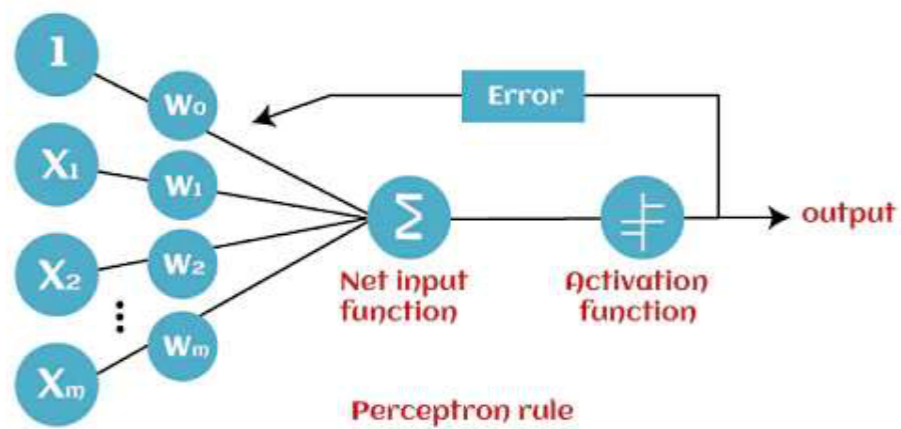 1
W₀
Error
X₁
W₁
Σ
output
X₂
W₂
Net input
function
Activation
function
Xₘ
Wₘ
Perceptron rule